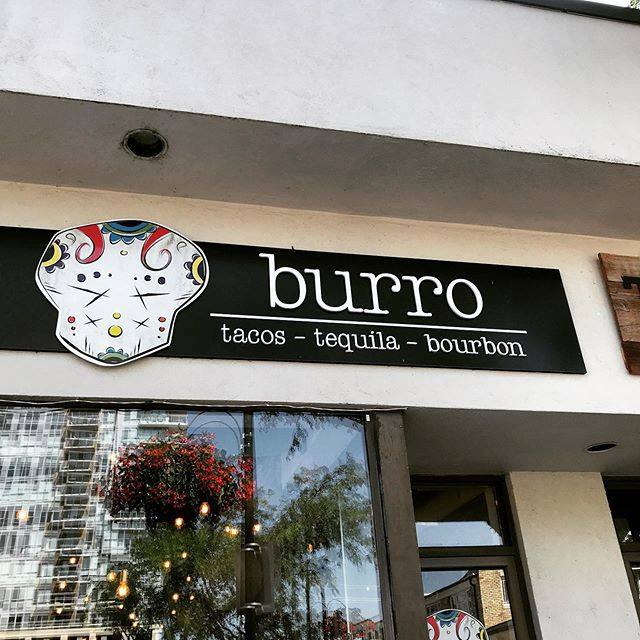 burro
tacos - tequila - bourbon